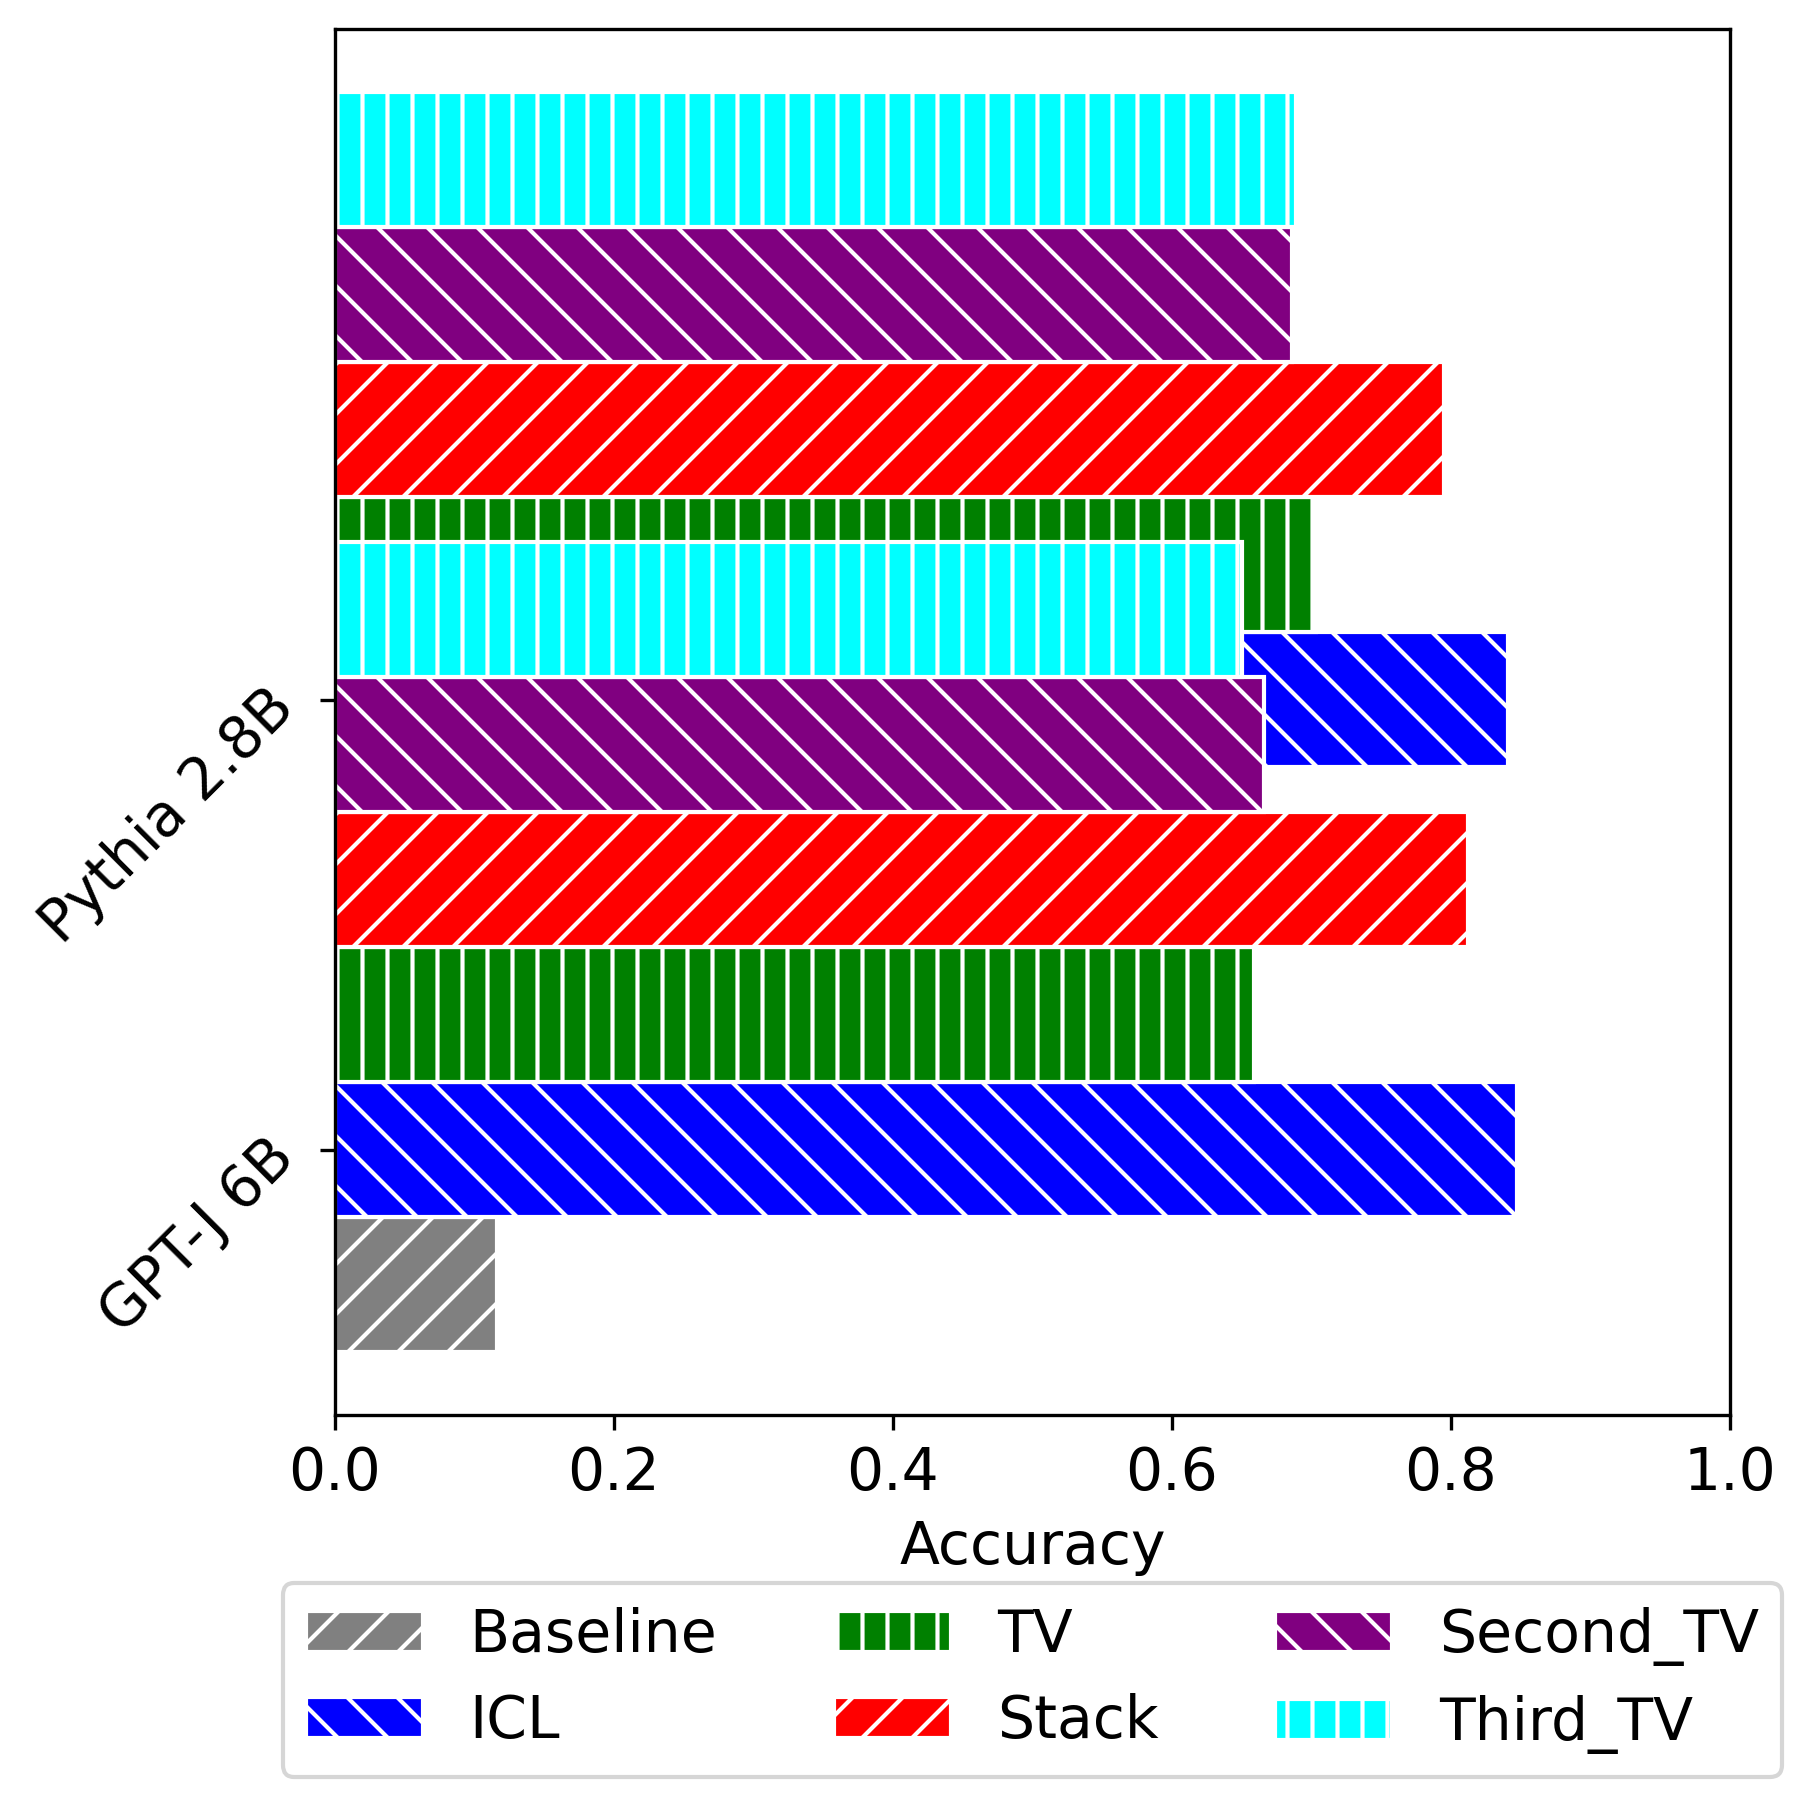 Pythia 2.8B
GPT-J 6B
0.0 0.2 0.4 0.6 0.8 1.0
Accuracy
Baseline TV Second_TV
ICL Stack Third_TV